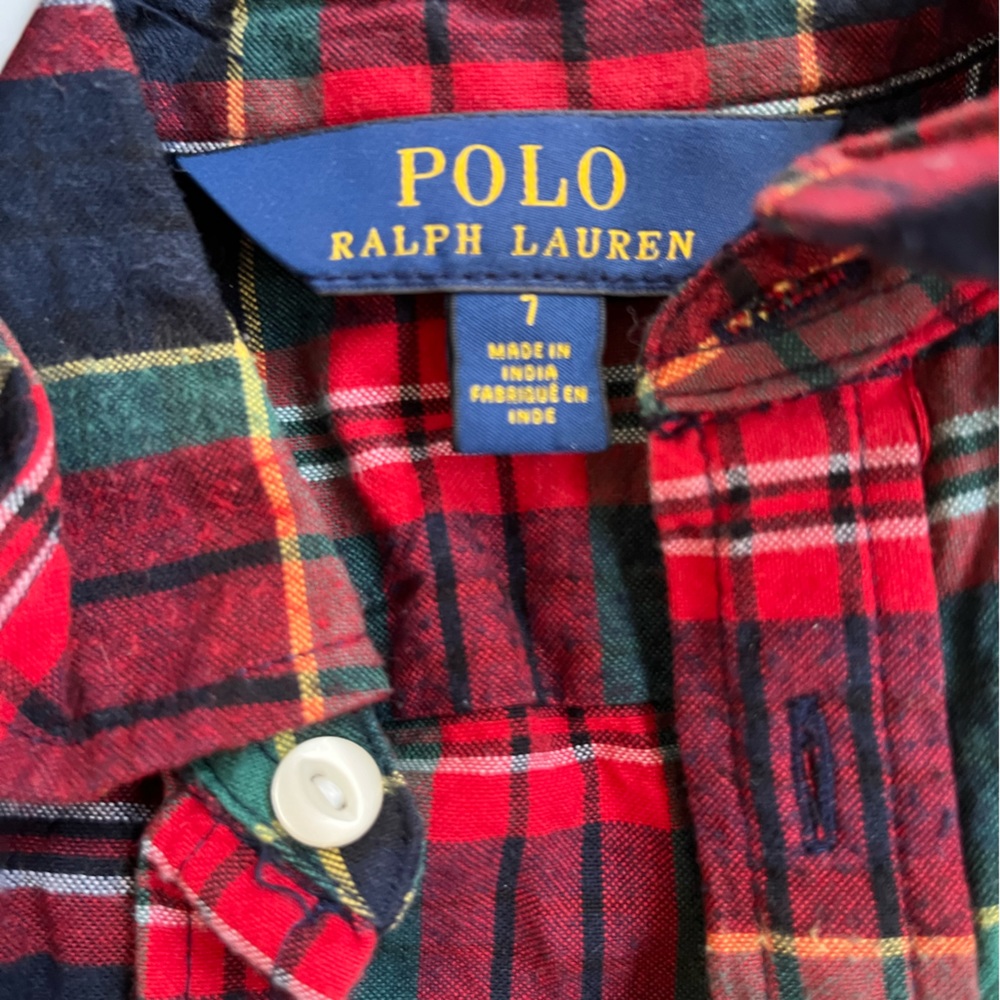 POLO
RALPH LAUREN
7
MADE IN
INDIA
FABRIQUÉ EN
INDE